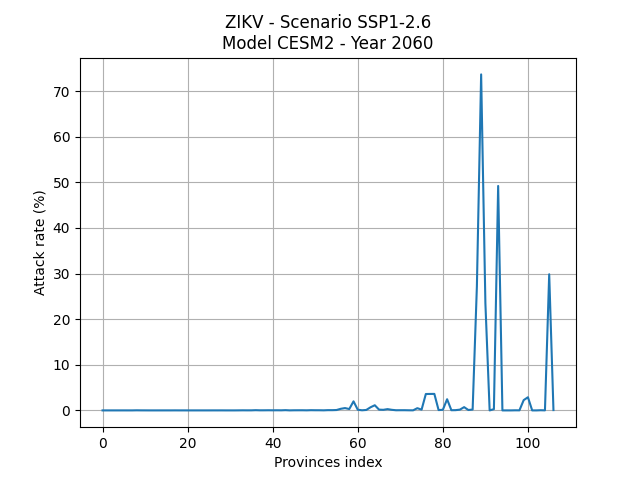 ZIKV - Scenario SSP1-2.6
Model CESM2 - Year 2060
Attack rate (%)
70
60
50
40
30
20
10
0
0 20 40 60 80 100
Provinces index